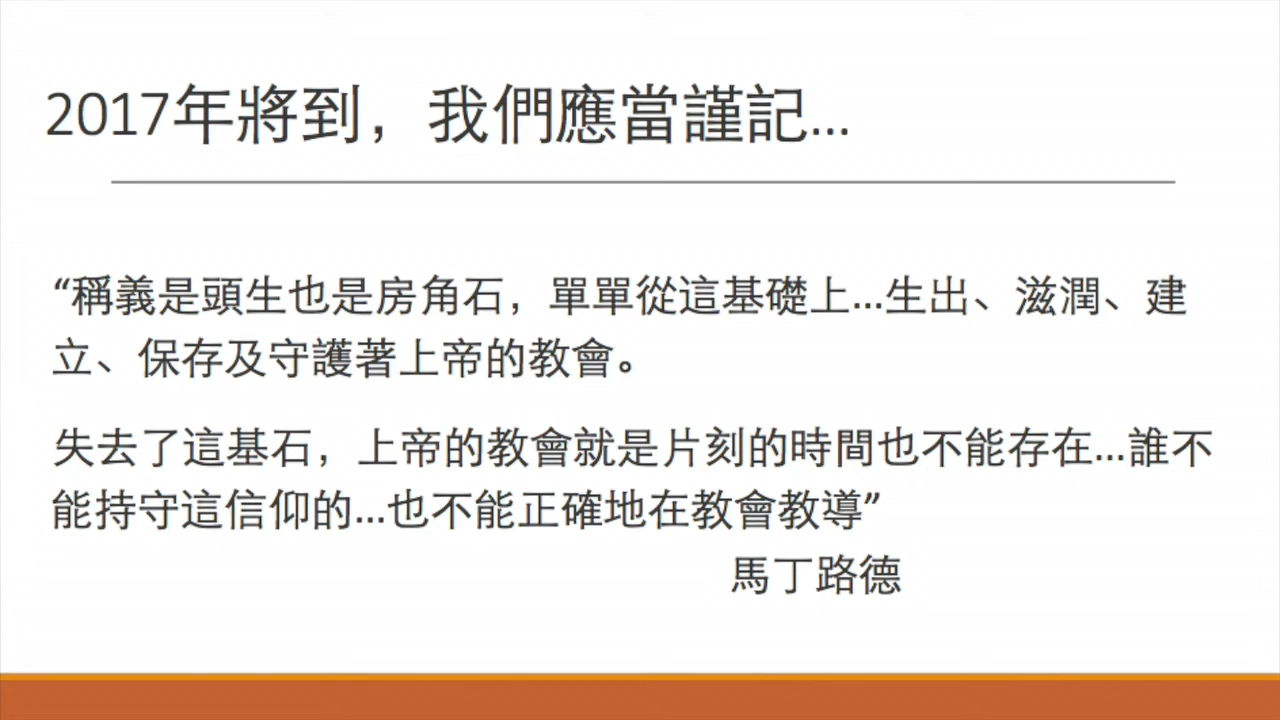 2017年將到，我們應當謹記...
“稱義是頭生也是房角石，單單從這基礎上...生出、滋潤、建
立、保存及守護著上帝的教會。
失去了這基石，上帝的教會就是片刻的時間也不能存在...誰不
能持守這信仰的...也不能正確地在教會教導”
馬丁路德